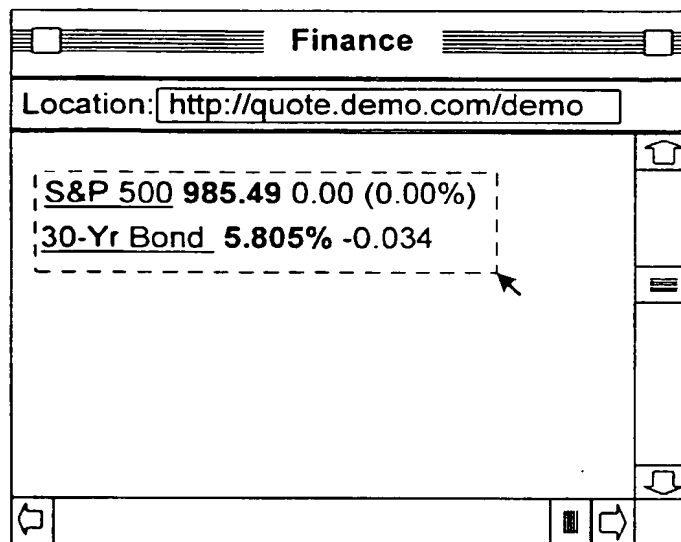 Finance
Location: http://quote.demo.com/demo
S&P 500 985.49 0.00 (0.00%)
30-Yr Bond 5.805% -0.034